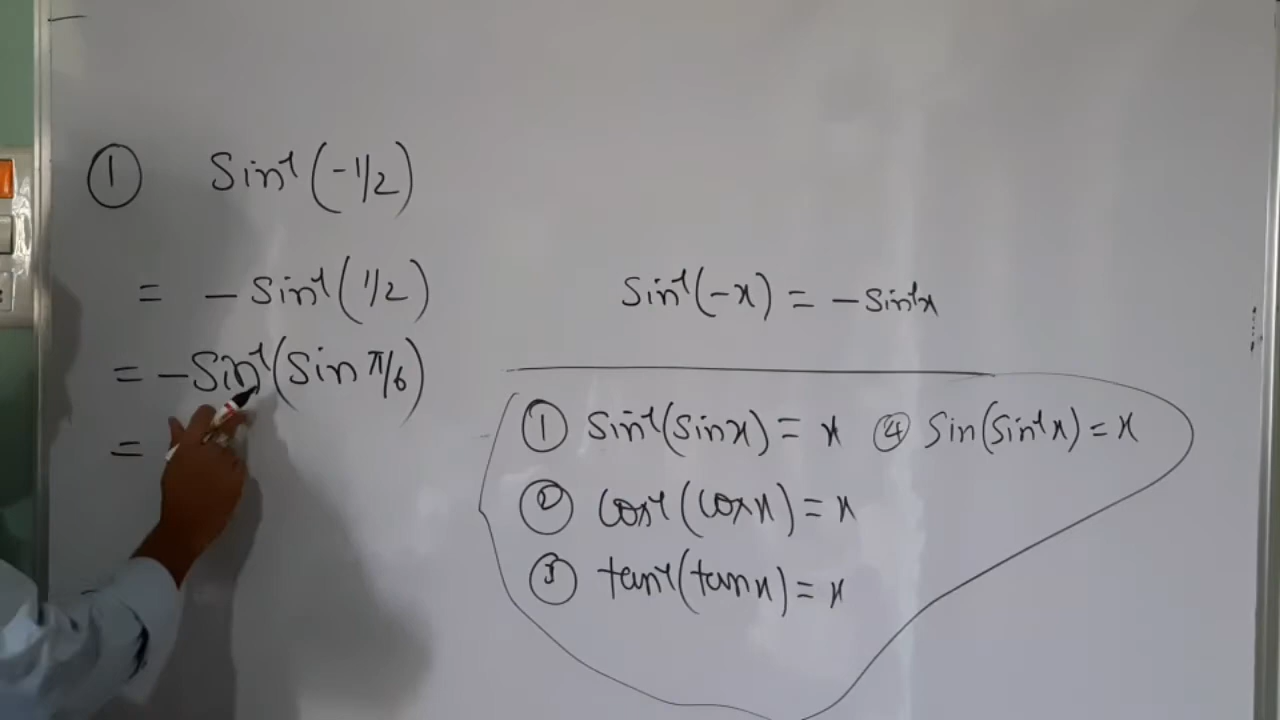 ① Sin⁻¹(-1/2)
= - Sin⁻¹(1/2)
Sin⁻¹(-x) = - Sin⁻¹x
= - Sin⁻¹(Sin π/6)
① Sin⁻¹(Sinx) = x ④ Sin(Sin⁻¹x) = x
=
② Cos⁻¹(Cosx) = x
③ tan⁻¹(tanx) = x